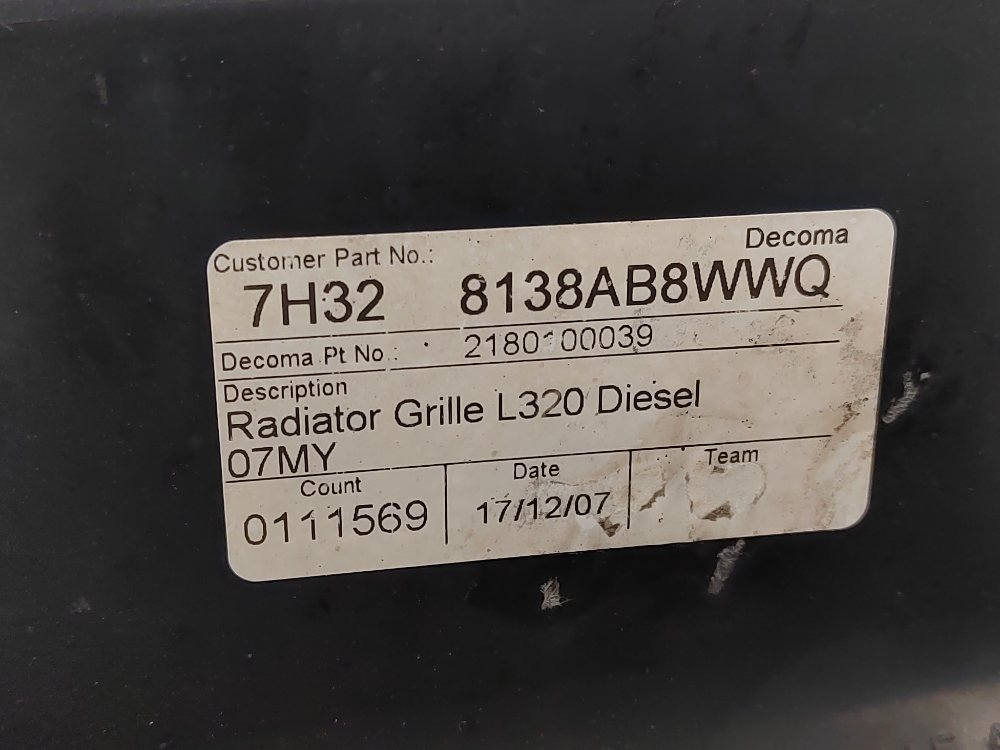 Decoma
Customer Part No.:
7H32 8138AB8WWQ
Decoma Pt No.: 2180100039
Description
Radiator Grille L320 Diesel
07MY
Count Date Team
0111569 17/12/07